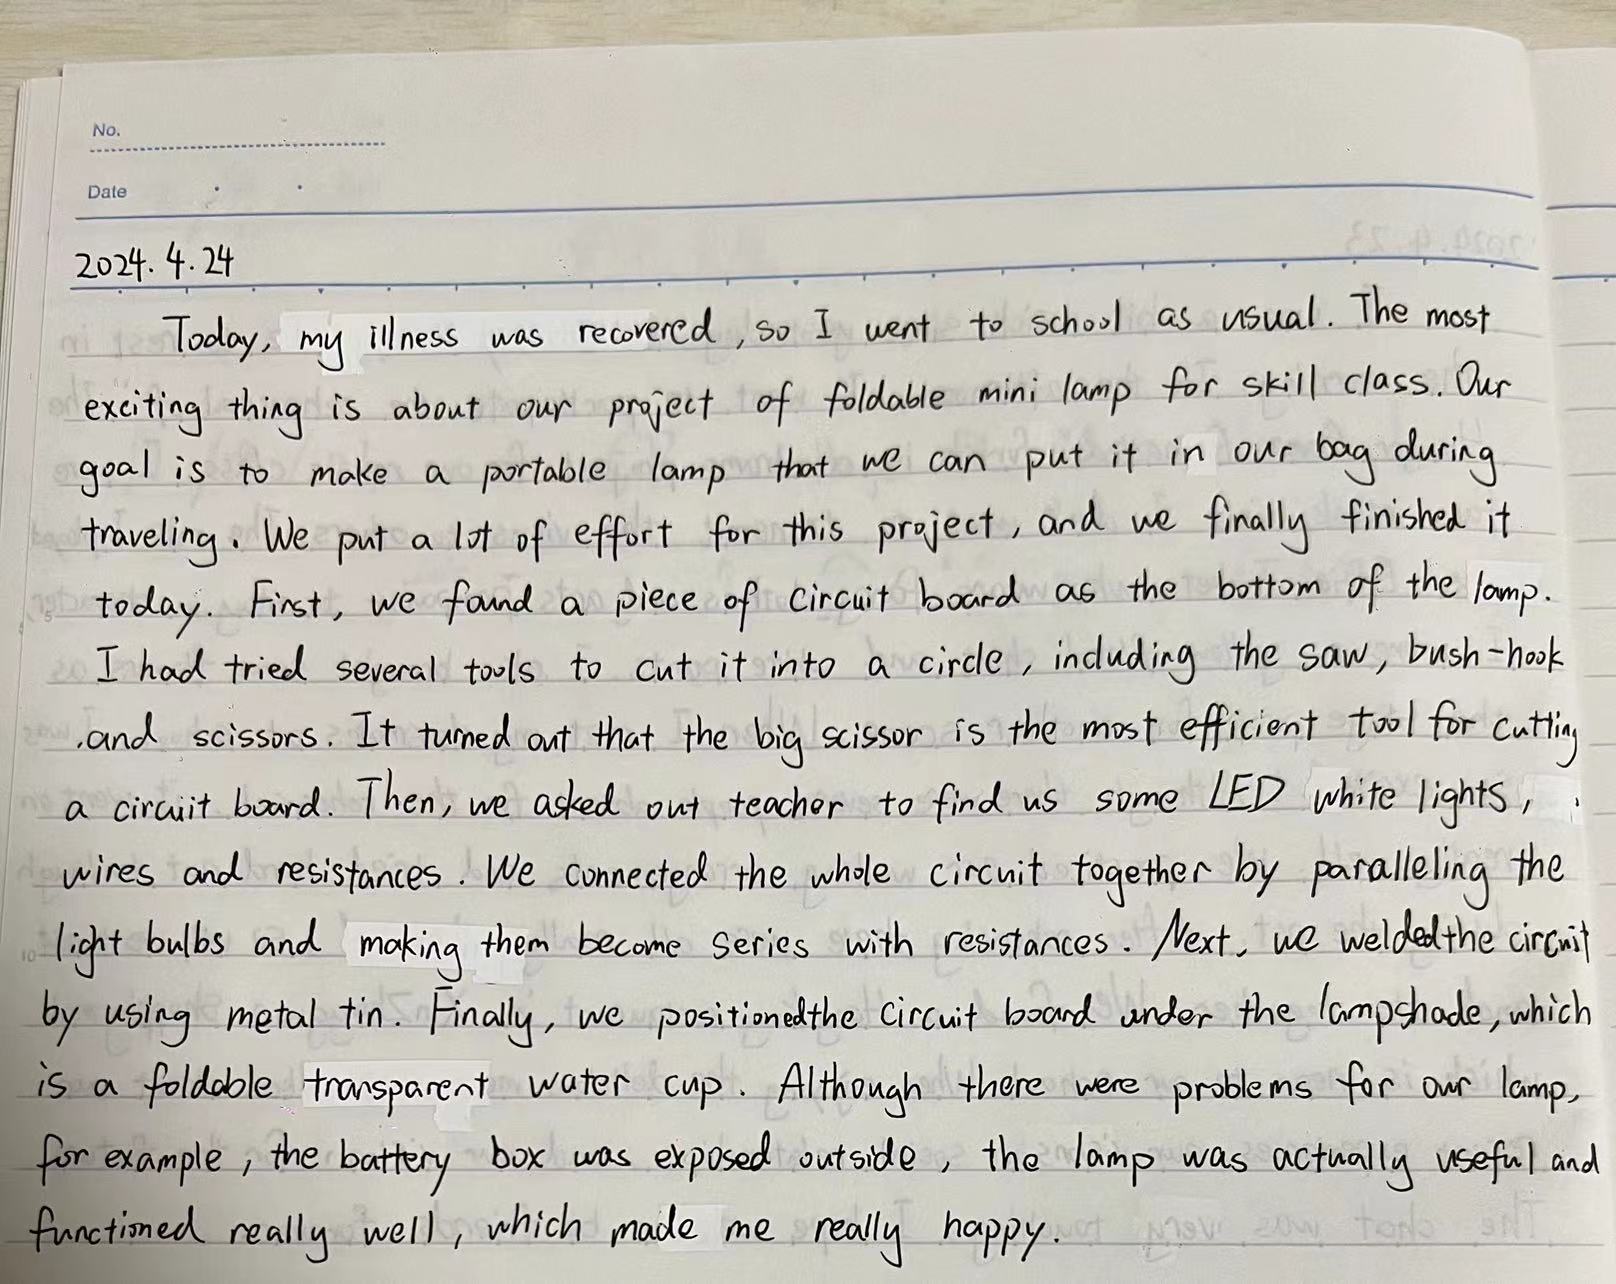 No.
Date
2024.4.24
Today, my illness was recovered, so I went to school as usual. The most
exciting thing is about our project of foldable mini lamp for skill class. Our
goal is to make a portable lamp that we can put it in our bag during
traveling. We put a lot of effort for this project, and we finally finished it
today. First, we found a piece of circuit board as the bottom of the lamp.
I had tried several tools to cut it into a circle, including the saw, bush-hook
and scissors. It turned out that the big scissor is the most efficient tool for cutting
a circuit board. Then, we asked out teacher to find us some LED white lights,
wires and resistances. We connected the whole circuit together by paralleling the
light bulbs and making them become series with resistances. Next, we welded the circuit
by using metal tin. Finally, we positioned the circuit board under the lampshade, which
is a foldable transparent water cup. Although there were problems for our lamp,
for example, the battery box was exposed outside, the lamp was actually useful and
functioned really well, which made me really happy.